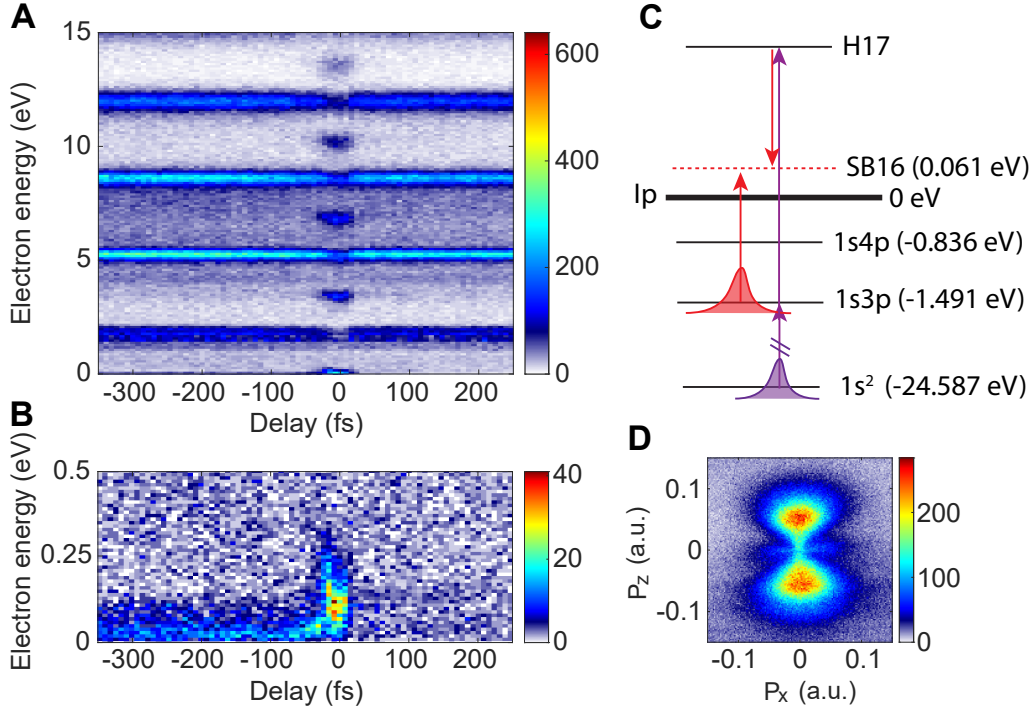 A
Electron energy (eV)
15
10
5
0
-300 -200 -100 0 100 200
Delay (fs)
600
400
200
0
B
Electron energy (eV)
0.5
0.25
0
-300 -200 -100 0 100 200
Delay (fs)
40
20
0
C
H17
SB16 (0.061 eV)
Ip
0 eV
1s4p (-0.836 eV)
1s3p (-1.491 eV)
1s² (-24.587 eV)
D
Pz (a.u.)
0.1
0
-0.1
-0.1 0 0.1
Px (a.u.)
200
100
0